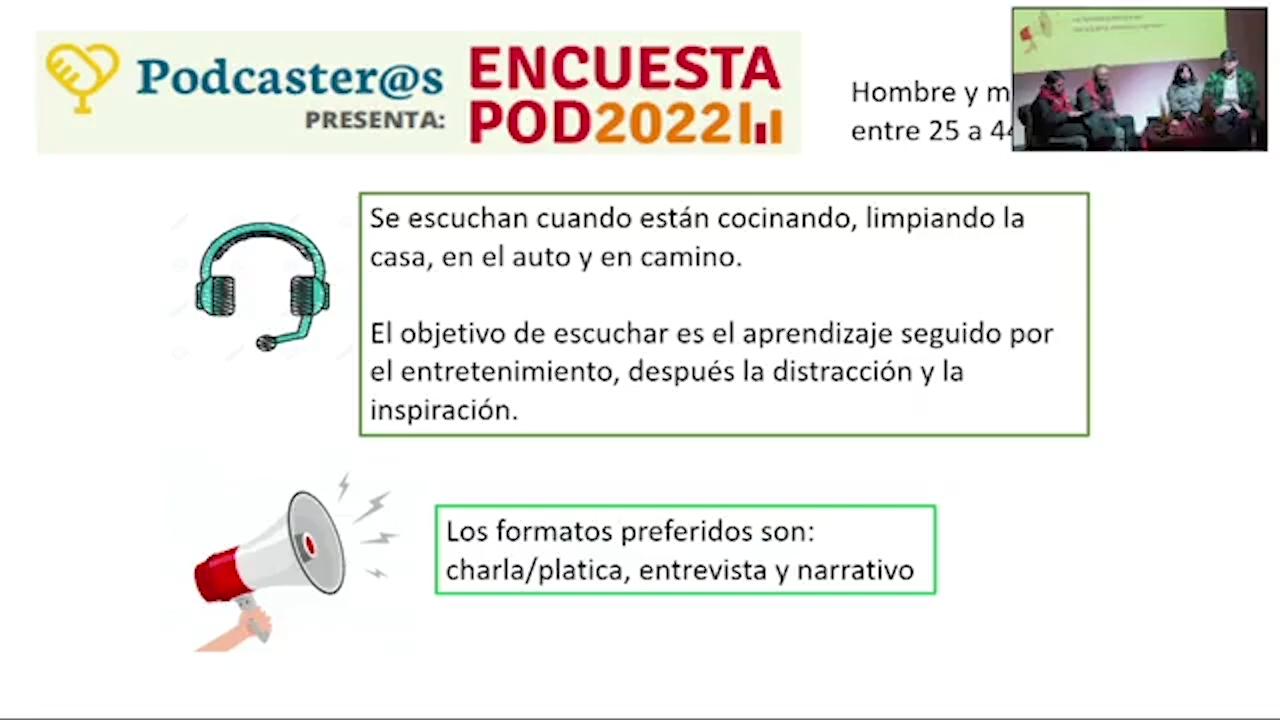 Podcaster@s
PRESENTA:
ENCUESTA
POD2022
Hombre y m
entre 25 a 44
Se escuchan cuando están cocinando, limpiando la
casa, en el auto y en camino.
El objetivo de escuchar es el aprendizaje seguido por
el entretenimiento, después la distracción y la
inspiración.
Los formatos preferidos son:
charla/platica, entrevista y narrativo